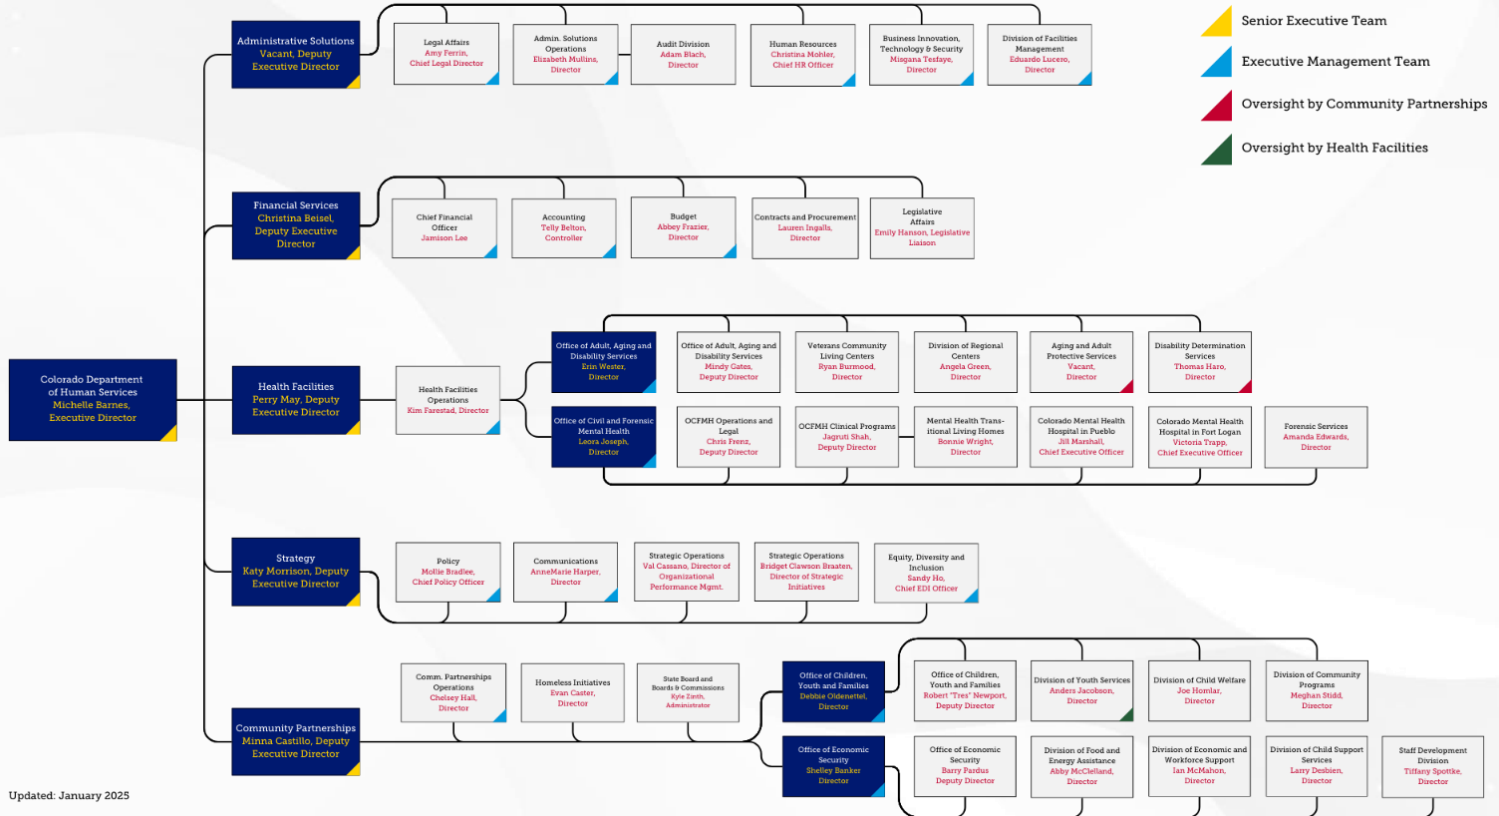 Senior Executive Team
Executive Management Team
Oversight by Community Partnerships
Oversight by Health Facilities
Colorado Department
of Human Services
Michelle Barnes,
Executive Director
Administrative Solutions
Vacant, Deputy
Executive Director
Legal Affairs
Amy Ferrin,
Chief Legal Director
Admin. Solutions
Operations
Elizabeth Mullins,
Director
Audit Division
Adam Blach,
Director
Human Resources
Christina Mohler,
Chief HR Officer
Business Innovation,
Technology & Security
Misgana Tesfaye,
Director
Division of Facilities
Management
Eduardo Lucero,
Director
Financial Services
Christina Beisel,
Deputy Executive
Director
Chief Financial
Officer
Jamison Lee
Accounting
Telly Belton,
Controller
Budget
Abbey Frazier,
Director
Contracts and Procurement
Lauren Ingalls,
Director
Legislative
Affairs
Emily Hanson, Legislative
Liaison
Health Facilities
Perry May, Deputy
Executive Director
Health Facilities
Operations
Kim Farestad, Director
Office of Adult, Aging and
Disability Services
Erin Wester,
Director
Office of Adult, Aging and
Disability Services
Mindy Gates,
Deputy Director
Veterans Community
Living Centers
Ryan Burmood,
Director
Division of Regional
Centers
Angela Green,
Director
Aging and Adult
Protective Services
Vacant,
Director
Disability Determination
Services
Thomas Haro,
Director
Office of Civil and Forensic
Mental Health
Leora Joseph,
Director
OCFMH Operations and
Legal
Chris Frenz,
Deputy Director
OCFMH Clinical Programs
Jagruti Shah,
Deputy Director
Mental Health Trans-
itional Living Homes
Bonnie Wright,
Director
Colorado Mental Health
Hospital in Pueblo
Jill Marshall,
Chief Executive Officer
Colorado Mental Health
Hospital in Fort Logan
Victoria Trapp,
Chief Executive Officer
Forensic Services
Amanda Edwards,
Director
Strategy
Katy Morrison, Deputy
Executive Director
Policy
Mollie Bradlee,
Chief Policy Officer
Communications
AnneMarie Harper,
Director
Strategic Operations
Val Cassano, Director of
Organizational
Performance Mgmt.
Strategic Operations
Bridget Clawson Braaten,
Director of Strategic
Initiatives
Equity, Diversity and
Inclusion
Sandy Ho,
Chief EDI Officer
Community Partnerships
Minna Castillo, Deputy
Executive Director
Comm. Partnerships
Operations
Chelsey Hall,
Director
Homeless Initiatives
Evan Caster,
Director
State Board and
Boards & Commissions
Kyle Zinth,
Administrator
Office of Children,
Youth and Families
Debbie Oldenettel,
Director
Office of Children,
Youth and Families
Robert "Tres" Newport,
Deputy Director
Division of Youth Services
Anders Jacobson,
Director
Division of Child Welfare
Joe Homlar,
Director
Division of Community
Programs
Meghan Stidd,
Director
Office of Economic
Security
Shelley Banker
Director
Office of Economic
Security
Barry Pardus
Deputy Director
Division of Food and
Energy Assistance
Abby McClelland,
Director
Division of Economic and
Workforce Support
Ian McMahon,
Director
Division of Child Support
Services
Larry Desbien,
Director
Staff Development
Division
Tiffany Spottke,
Director
Updated: January 2025